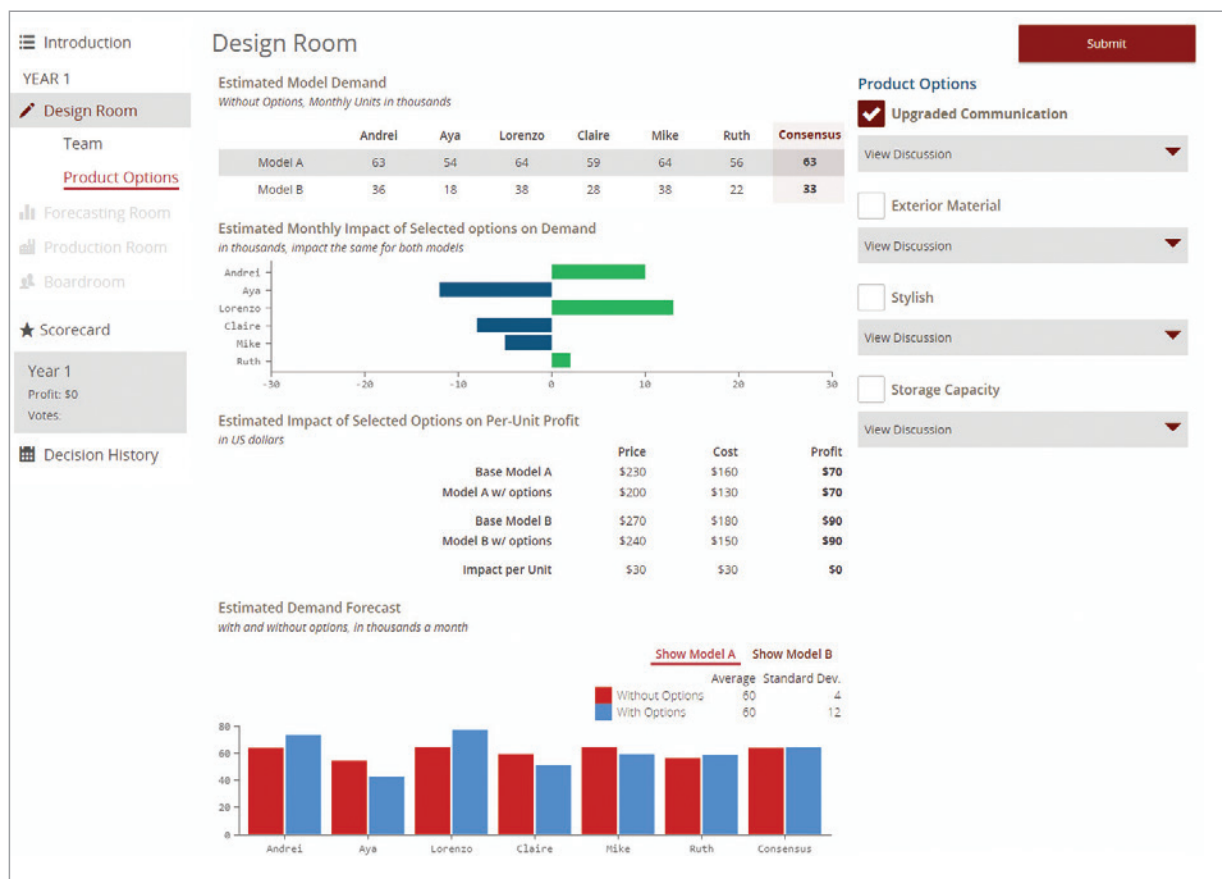 Introduction
YEAR 1
Design Room
Team
Product Options
Forecasting Room
Production Room
Boardroom
Scorecard
Year 1
Profit: $0
Votes:
Decision History
Design Room
Submit
Estimated Model Demand
Without Options, Monthly Units in thousands
Andrei Aya Lorenzo Claire Mike Ruth Consensus
Model A 63 54 64 59 64 56 63
Model B 36 18 38 28 38 22 33
Estimated Monthly Impact of Selected options on Demand
in thousands, impact the same for both models
Andrei
Aya
Lorenzo
Claire
Mike
Ruth
-30 -20 -10 0 10 20 30
Estimated Impact of Selected Options on Per-Unit Profit
in US dollars
Price Cost Profit
Base Model A $230 $160 $70
Model A w/ options $200 $130 $70
Base Model B $270 $180 $90
Model B w/ options $240 $150 $90
Impact per Unit $30 $30 $0
Estimated Demand Forecast
with and without options, in thousands a month
Show Model A Show Model B
Average Standard Dev.
Without Options 60 4
With Options 60 12
80
60
40
20
0
Andrei Aya Lorenzo Claire Mike Ruth Consensus
Product Options
Upgraded Communication
View Discussion
Exterior Material
View Discussion
Stylish
View Discussion
Storage Capacity
View Discussion